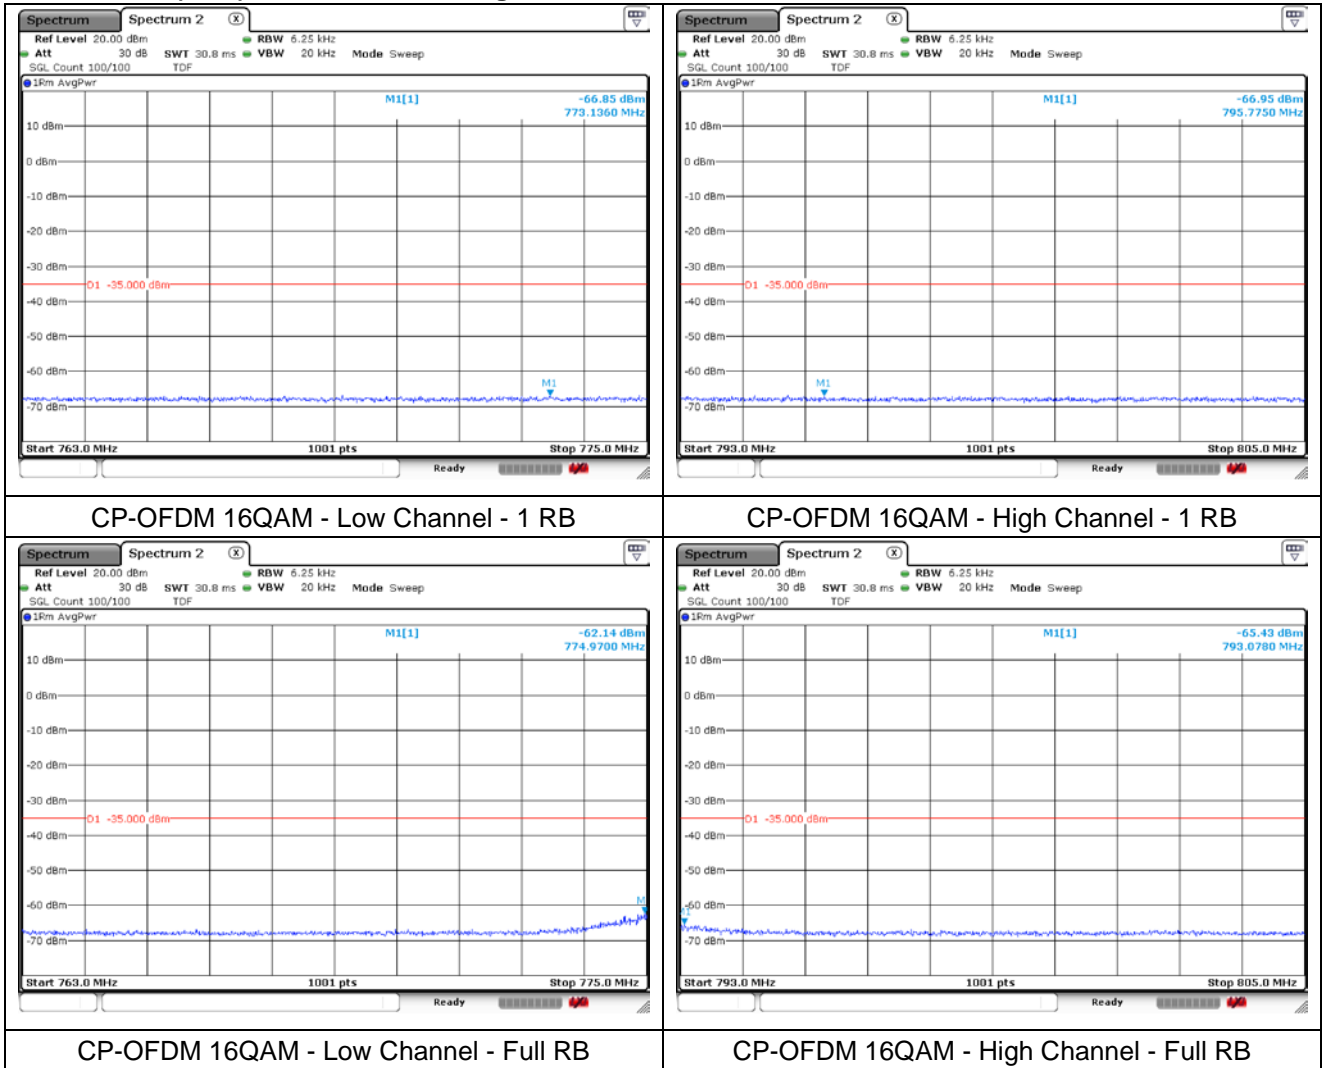 Spectrum Spectrum 2 X
Ref Level 20.00 dBm RBW 6.25 kHz
Att 30 dB SWT 30.8 ms VBW 20 kHz Mode Sweep
SGL Count 100/100 TDF
1Rm AvgPwr
M1[1] -66.85 dBm
773.1360 MHz
10 dBm
0 dBm
-10 dBm
-20 dBm
-30 dBm
D1 -35.000 dBm
-40 dBm
-50 dBm
-60 dBm
M1
-70 dBm
Start 763.0 MHz 1001 pts Stop 775.0 MHz
Ready
CP-OFDM 16QAM - Low Channel - 1 RB
Spectrum Spectrum 2 X
Ref Level 20.00 dBm RBW 6.25 kHz
Att 30 dB SWT 30.8 ms VBW 20 kHz Mode Sweep
SGL Count 100/100 TDF
1Rm AvgPwr
M1[1] -66.95 dBm
795.7750 MHz
10 dBm
0 dBm
-10 dBm
-20 dBm
-30 dBm
D1 -35.000 dBm
-40 dBm
-50 dBm
-60 dBm
M1
-70 dBm
Start 793.0 MHz 1001 pts Stop 805.0 MHz
Ready
CP-OFDM 16QAM - High Channel - 1 RB
Spectrum Spectrum 2 X
Ref Level 20.00 dBm RBW 6.25 kHz
Att 30 dB SWT 30.8 ms VBW 20 kHz Mode Sweep
SGL Count 100/100 TDF
1Rm AvgPwr
M1[1] -62.14 dBm
774.9700 MHz
10 dBm
0 dBm
-10 dBm
-20 dBm
-30 dBm
D1 -35.000 dBm
-40 dBm
-50 dBm
-60 dBm
M
-70 dBm
Start 763.0 MHz 1001 pts Stop 775.0 MHz
Ready
CP-OFDM 16QAM - Low Channel - Full RB
Spectrum Spectrum 2 X
Ref Level 20.00 dBm RBW 6.25 kHz
Att 30 dB SWT 30.8 ms VBW 20 kHz Mode Sweep
SGL Count 100/100 TDF
1Rm AvgPwr
M1[1] -65.43 dBm
793.0780 MHz
10 dBm
0 dBm
-10 dBm
-20 dBm
-30 dBm
D1 -35.000 dBm
-40 dBm
-50 dBm
-60 dBm
M1
-70 dBm
Start 793.0 MHz 1001 pts Stop 805.0 MHz
Ready
CP-OFDM 16QAM - High Channel - Full RB